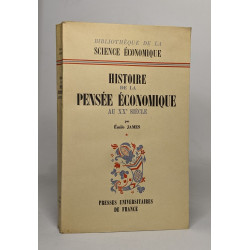 BIBLIOTHÈQUE DE LA
SCIENCE ÉCONOMIQUE
HISTOIRE
DE LA
PENSÉE ÉCONOMIQUE
AU XXe SIÈCLE
par
Émile JAMES
*
PRESSES UNIVERSITAIRES
DE FRANCE